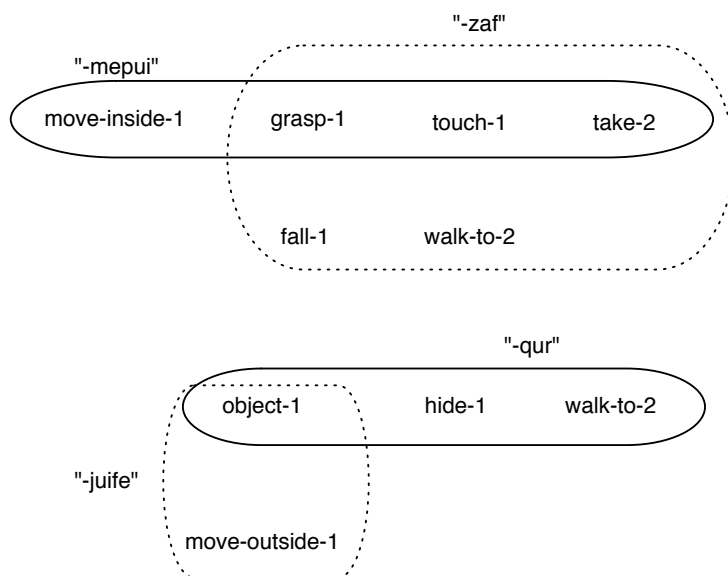 "-zaf"
"-mepui"
move-inside-1 grasp-1 touch-1 take-2
fall-1 walk-to-2
"-qur"
object-1 hide-1 walk-to-2
"-juife"
move-outside-1